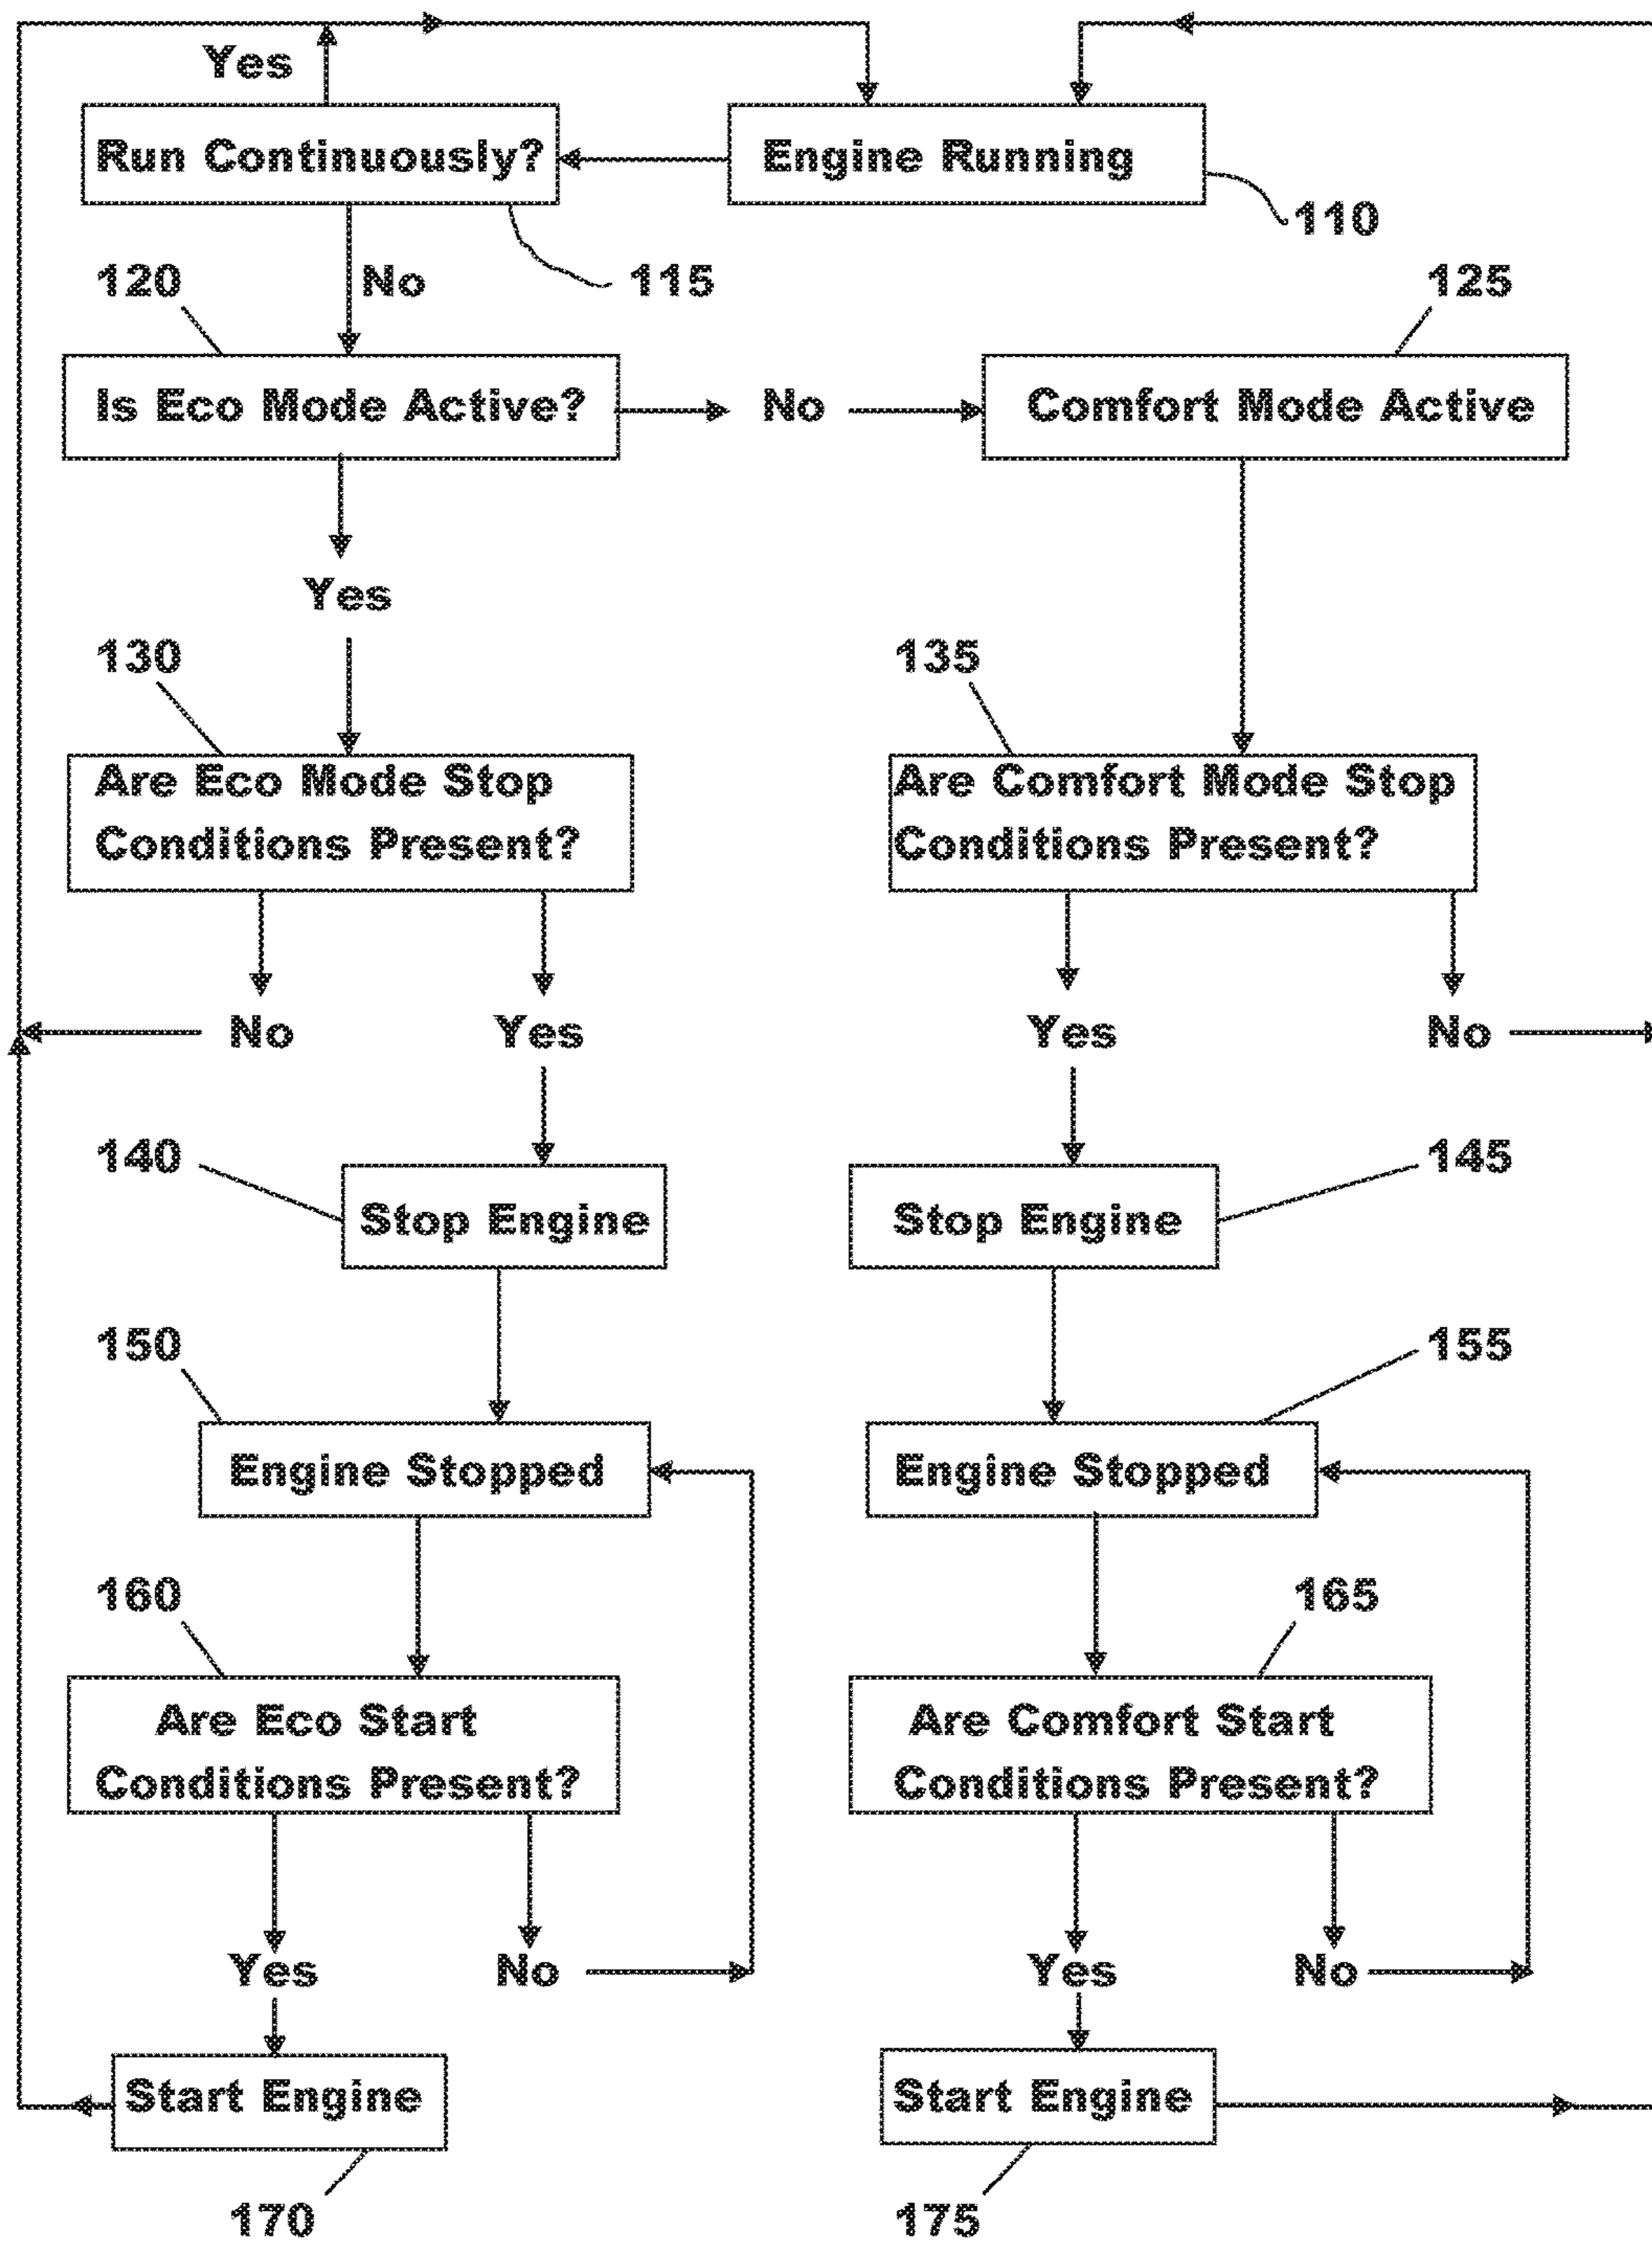 Yes
Run Continuously?
Engine Running
110
115
No
120
125
Is Eco Mode Active?
No
Comfort Mode Active
Yes
130
135
Are Eco Mode Stop
Conditions Present?
Are Comfort Mode Stop
Conditions Present?
No
Yes
Yes
No
140
145
Stop Engine
Stop Engine
150
155
Engine Stopped
Engine Stopped
160
165
Are Eco Start
Conditions Present?
Are Comfort Start
Conditions Present?
Yes
No
Yes
No
Start Engine
Start Engine
170
175